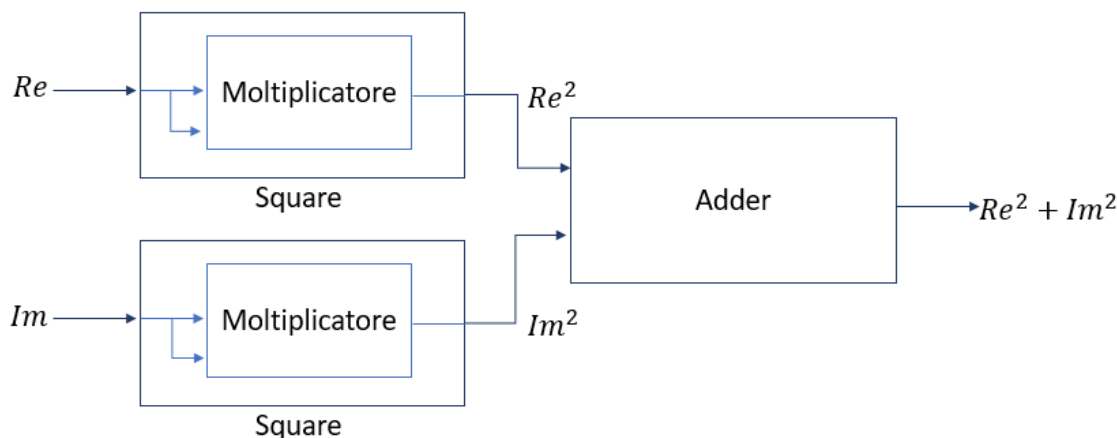 Re
Moltiplicatore
Re²
Square
Adder
Re² + Im²
Im
Moltiplicatore
Im²
Square